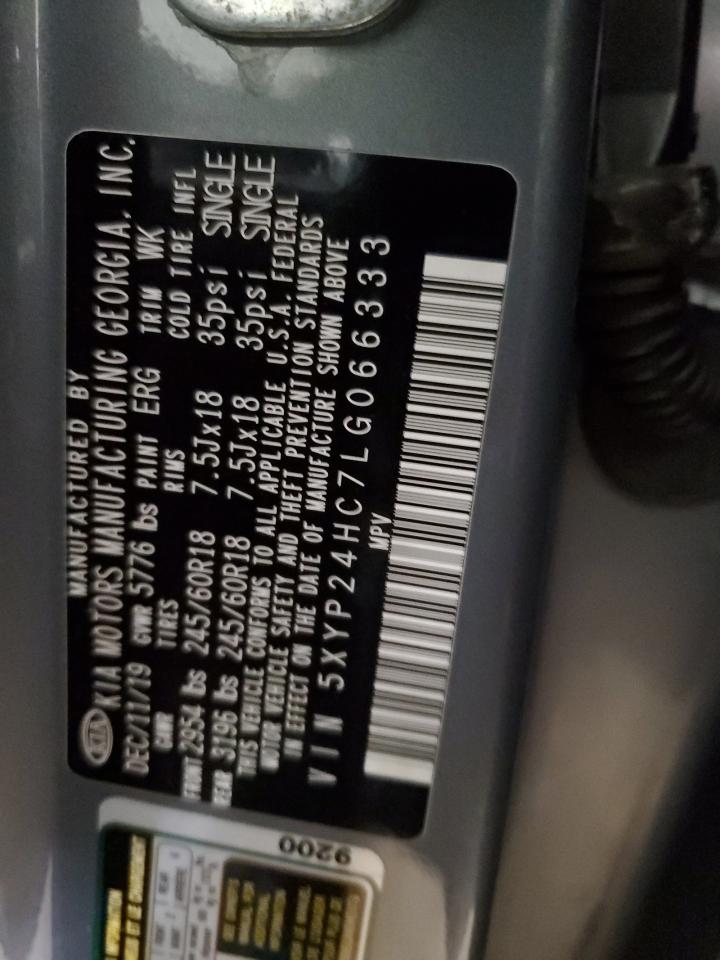 MANUFACTURED BY
KIA KIA MOTORS MANUFACTURING GEORGIA, INC.
DEC/11/19 GVWR 5776 lbs PAINT ERG TRIM WK
GAWR TIRES RIMS COLD TIRE INFL
FRONT 2954 lbs 245/60R18 7.5Jx18 35psi SINGLE
REAR 3196 lbs 245/60R18 7.5Jx18 35psi SINGLE
THIS VEHICLE CONFORMS TO ALL APPLICABLE U.S.A. FEDERAL
MOTOR VEHICLE SAFETY AND THEFT PREVENTION STANDARDS
IN EFFECT ON THE DATE OF MANUFACTURE SHOWN ABOVE
VIN 5XYP24HC7LG066333
MPV
9200